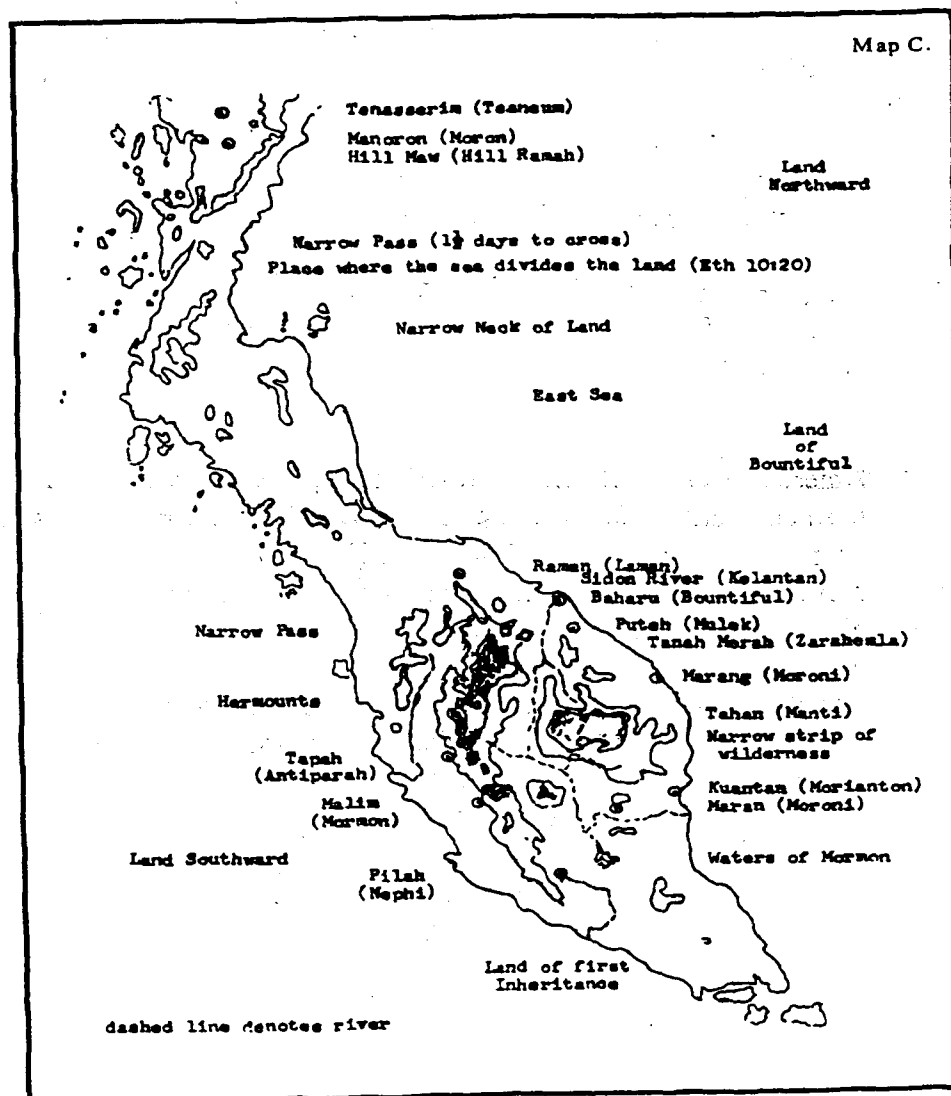 Map C.
Tenasserim (Teancum)
Manoron (Moron)
Hill Maw (Hill Ramah)
Land
Northward
Narrow Pass (1½ days to cross)
Place where the sea divides the land (Eth 10:20)
Narrow Neck of Land
East Sea
Land
of
Bountiful
Raman (Laman)
Sidon River (Kelantan)
Baharu (Bountiful)
Puteh (Mulek)
Tanah Merah (Zarahemla)
Narrow Pass
Marang (Moroni)
Hermounts
Tahan (Manti)
Narrow strip of
wilderness
Tapah
(Antiparah)
Kuantan (Morianton)
Maran (Moroni)
Malim
(Mormon)
Land Southward
Waters of Mormon
Pilah
(Nephi)
Land of first
Inheritance
dashed line denotes river